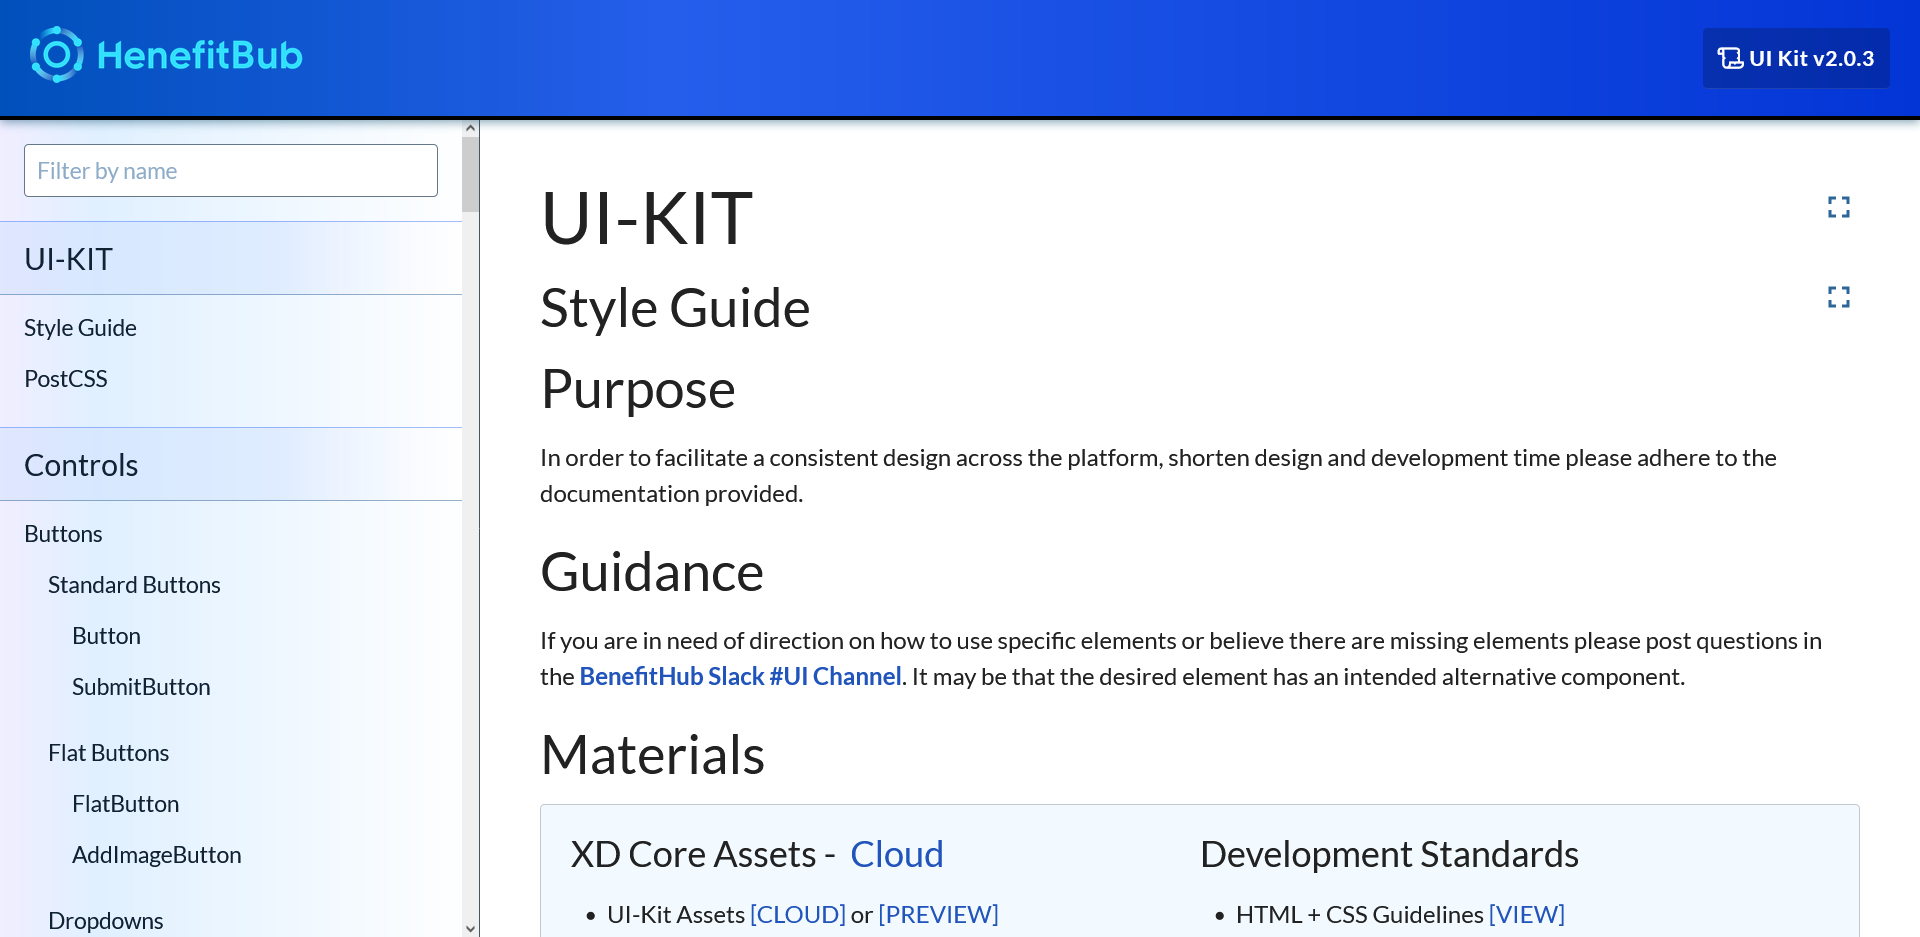 HenefitBub
UI Kit v2.0.3
Filter by name
UI-KIT
Style Guide
PostCSS
Controls
Buttons
Standard Buttons
Button
SubmitButton
Flat Buttons
FlatButton
AddImageButton
Dropdowns
UI-KIT
Style Guide
Purpose
In order to facilitate a consistent design across the platform, shorten design and development time please adhere to the
documentation provided.
Guidance
If you are in need of direction on how to use specific elements or believe there are missing elements please post questions in
the BenefitHub Slack #UI Channel. It may be that the desired element has an intended alternative component.
Materials
XD Core Assets - Cloud
UI-Kit Assets [CLOUD] or [PREVIEW]
Development Standards
HTML + CSS Guidelines [VIEW]